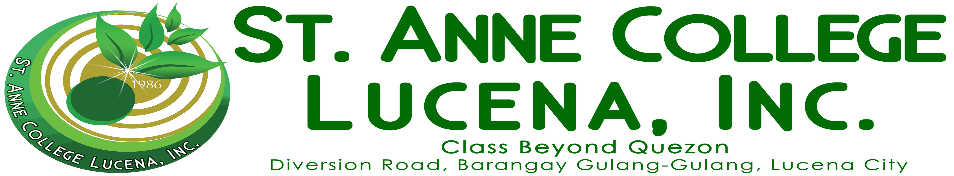 1986
ST. ANNE COLLEGE LUCENA, INC.
ST. ANNE COLLEGE
LUCENA, INC.
Class Beyond Quezon
Diversion Road, Barangay Gulang-Gulang, Lucena City